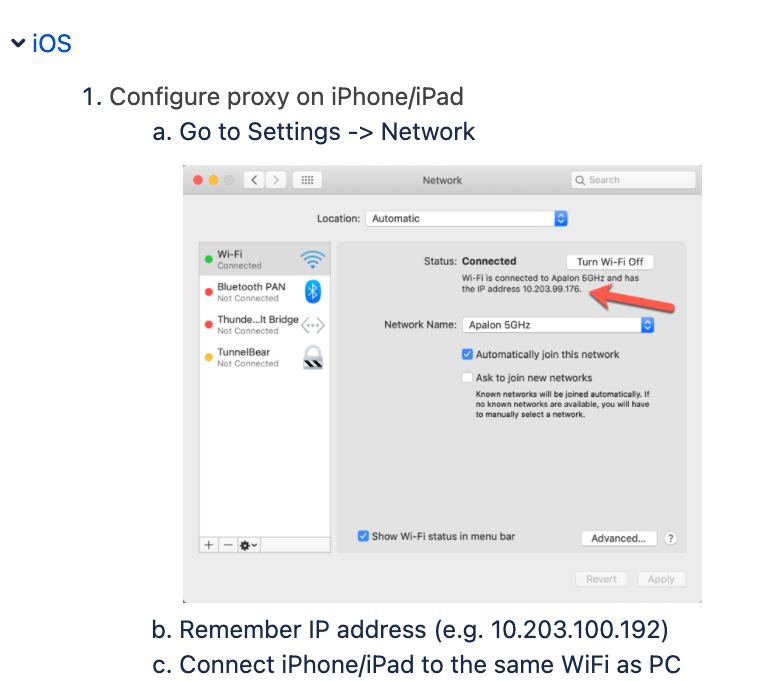 iOS
1. Configure proxy on iPhone/iPad
a. Go to Settings -> Network
Network
Search
Location: Automatic
Wi-Fi
Connected
Bluetooth PAN
Not Connected
Thunde...lt Bridge
Not Connected
TunnelBear
Not Connected
Status: Connected
Turn Wi-Fi Off
Wi-Fi is connected to Apalon 5GHz and has
the IP address 10.203.99.176.
Network Name: Apalon 5GHz
Automatically join this network
Ask to join new networks
Known networks will be joined automatically. If
no known networks are available, you will have
to manually select a network.
Show Wi-Fi status in menu bar
Advanced... ?
Revert Apply
b. Remember IP address (e.g. 10.203.100.192)
c. Connect iPhone/iPad to the same WiFi as PC